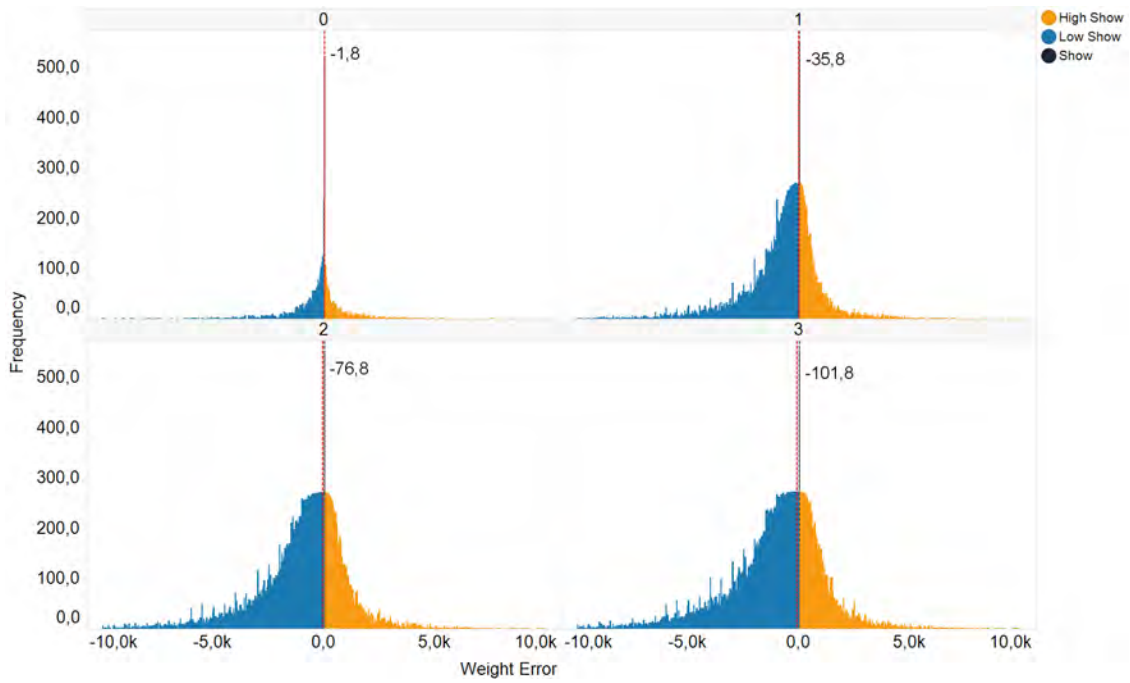 0
1
High Show
Low Show
Show
-1,8
-35,8
500,0
400,0
300,0
200,0
100,0
0,0
2
3
-76,8
-101,8
500,0
400,0
300,0
200,0
100,0
0,0
Frequency
-10,0k
-5,0k
0,0
5,0k
10,0k
-10,0k
-5,0k
0,0
5,0k
10,0k
Weight Error